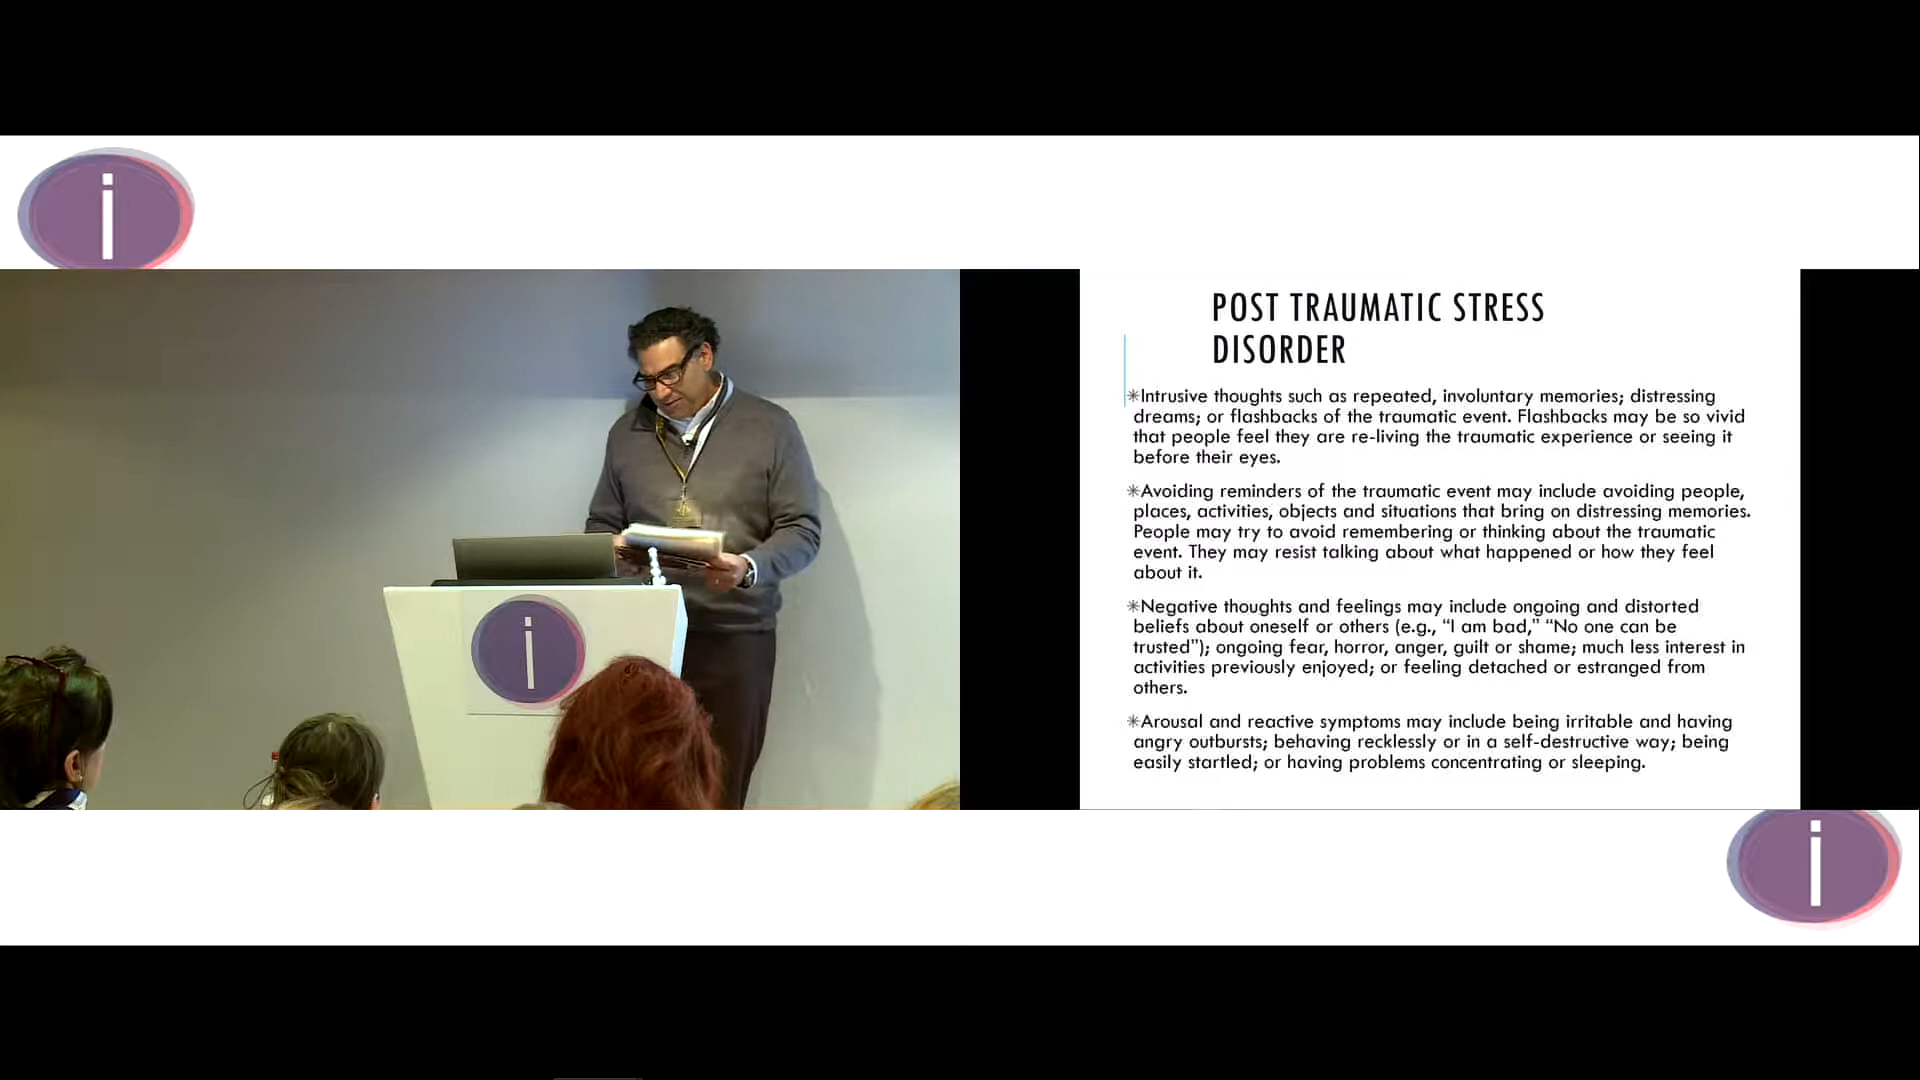 i
i
POST TRAUMATIC STRESS
DISORDER
✳Intrusive thoughts such as repeated, involuntary memories; distressing
dreams; or flashbacks of the traumatic event. Flashbacks may be so vivid
that people feel they are re-living the traumatic experience or seeing it
before their eyes.
✳Avoiding reminders of the traumatic event may include avoiding people,
places, activities, objects and situations that bring on distressing memories.
People may try to avoid remembering or thinking about the traumatic
event. They may resist talking about what happened or how they feel
about it.
✳Negative thoughts and feelings may include ongoing and distorted
beliefs about oneself or others (e.g., “I am bad,” “No one can be
trusted”); ongoing fear, horror, anger, guilt or shame; much less interest in
activities previously enjoyed; or feeling detached or estranged from
others.
✳Arousal and reactive symptoms may include being irritable and having
angry outbursts; behaving recklessly or in a self-destructive way; being
easily startled; or having problems concentrating or sleeping.
i